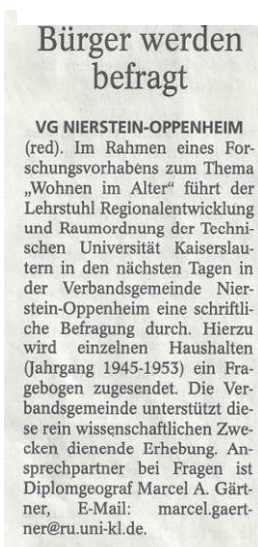 Bürger werden
befragt
VG NIERSTEIN-OPPENHEIM
(red). Im Rahmen eines For-
schungsvorhabens zum Thema
„Wohnen im Alter“ führt der
Lehrstuhl Regionalentwicklung
und Raumordnung der Techni-
schen Universität Kaiserslau-
tern in den nächsten Tagen in
der Verbandsgemeinde Nier-
stein-Oppenheim eine schriftli-
che Befragung durch. Hierzu
wird einzelnen Haushalten
(Jahrgang 1945-1953) ein Fra-
gebogen zugesendet. Die Ver-
bandsgemeinde unterstützt die-
se rein wissenschaftlichen Zwe-
cken dienende Erhebung. An-
sprechpartner bei Fragen ist
Diplomgeograf Marcel A. Gärt-
ner, E-Mail: marcel.gaert-
ner@ru.uni-kl.de.